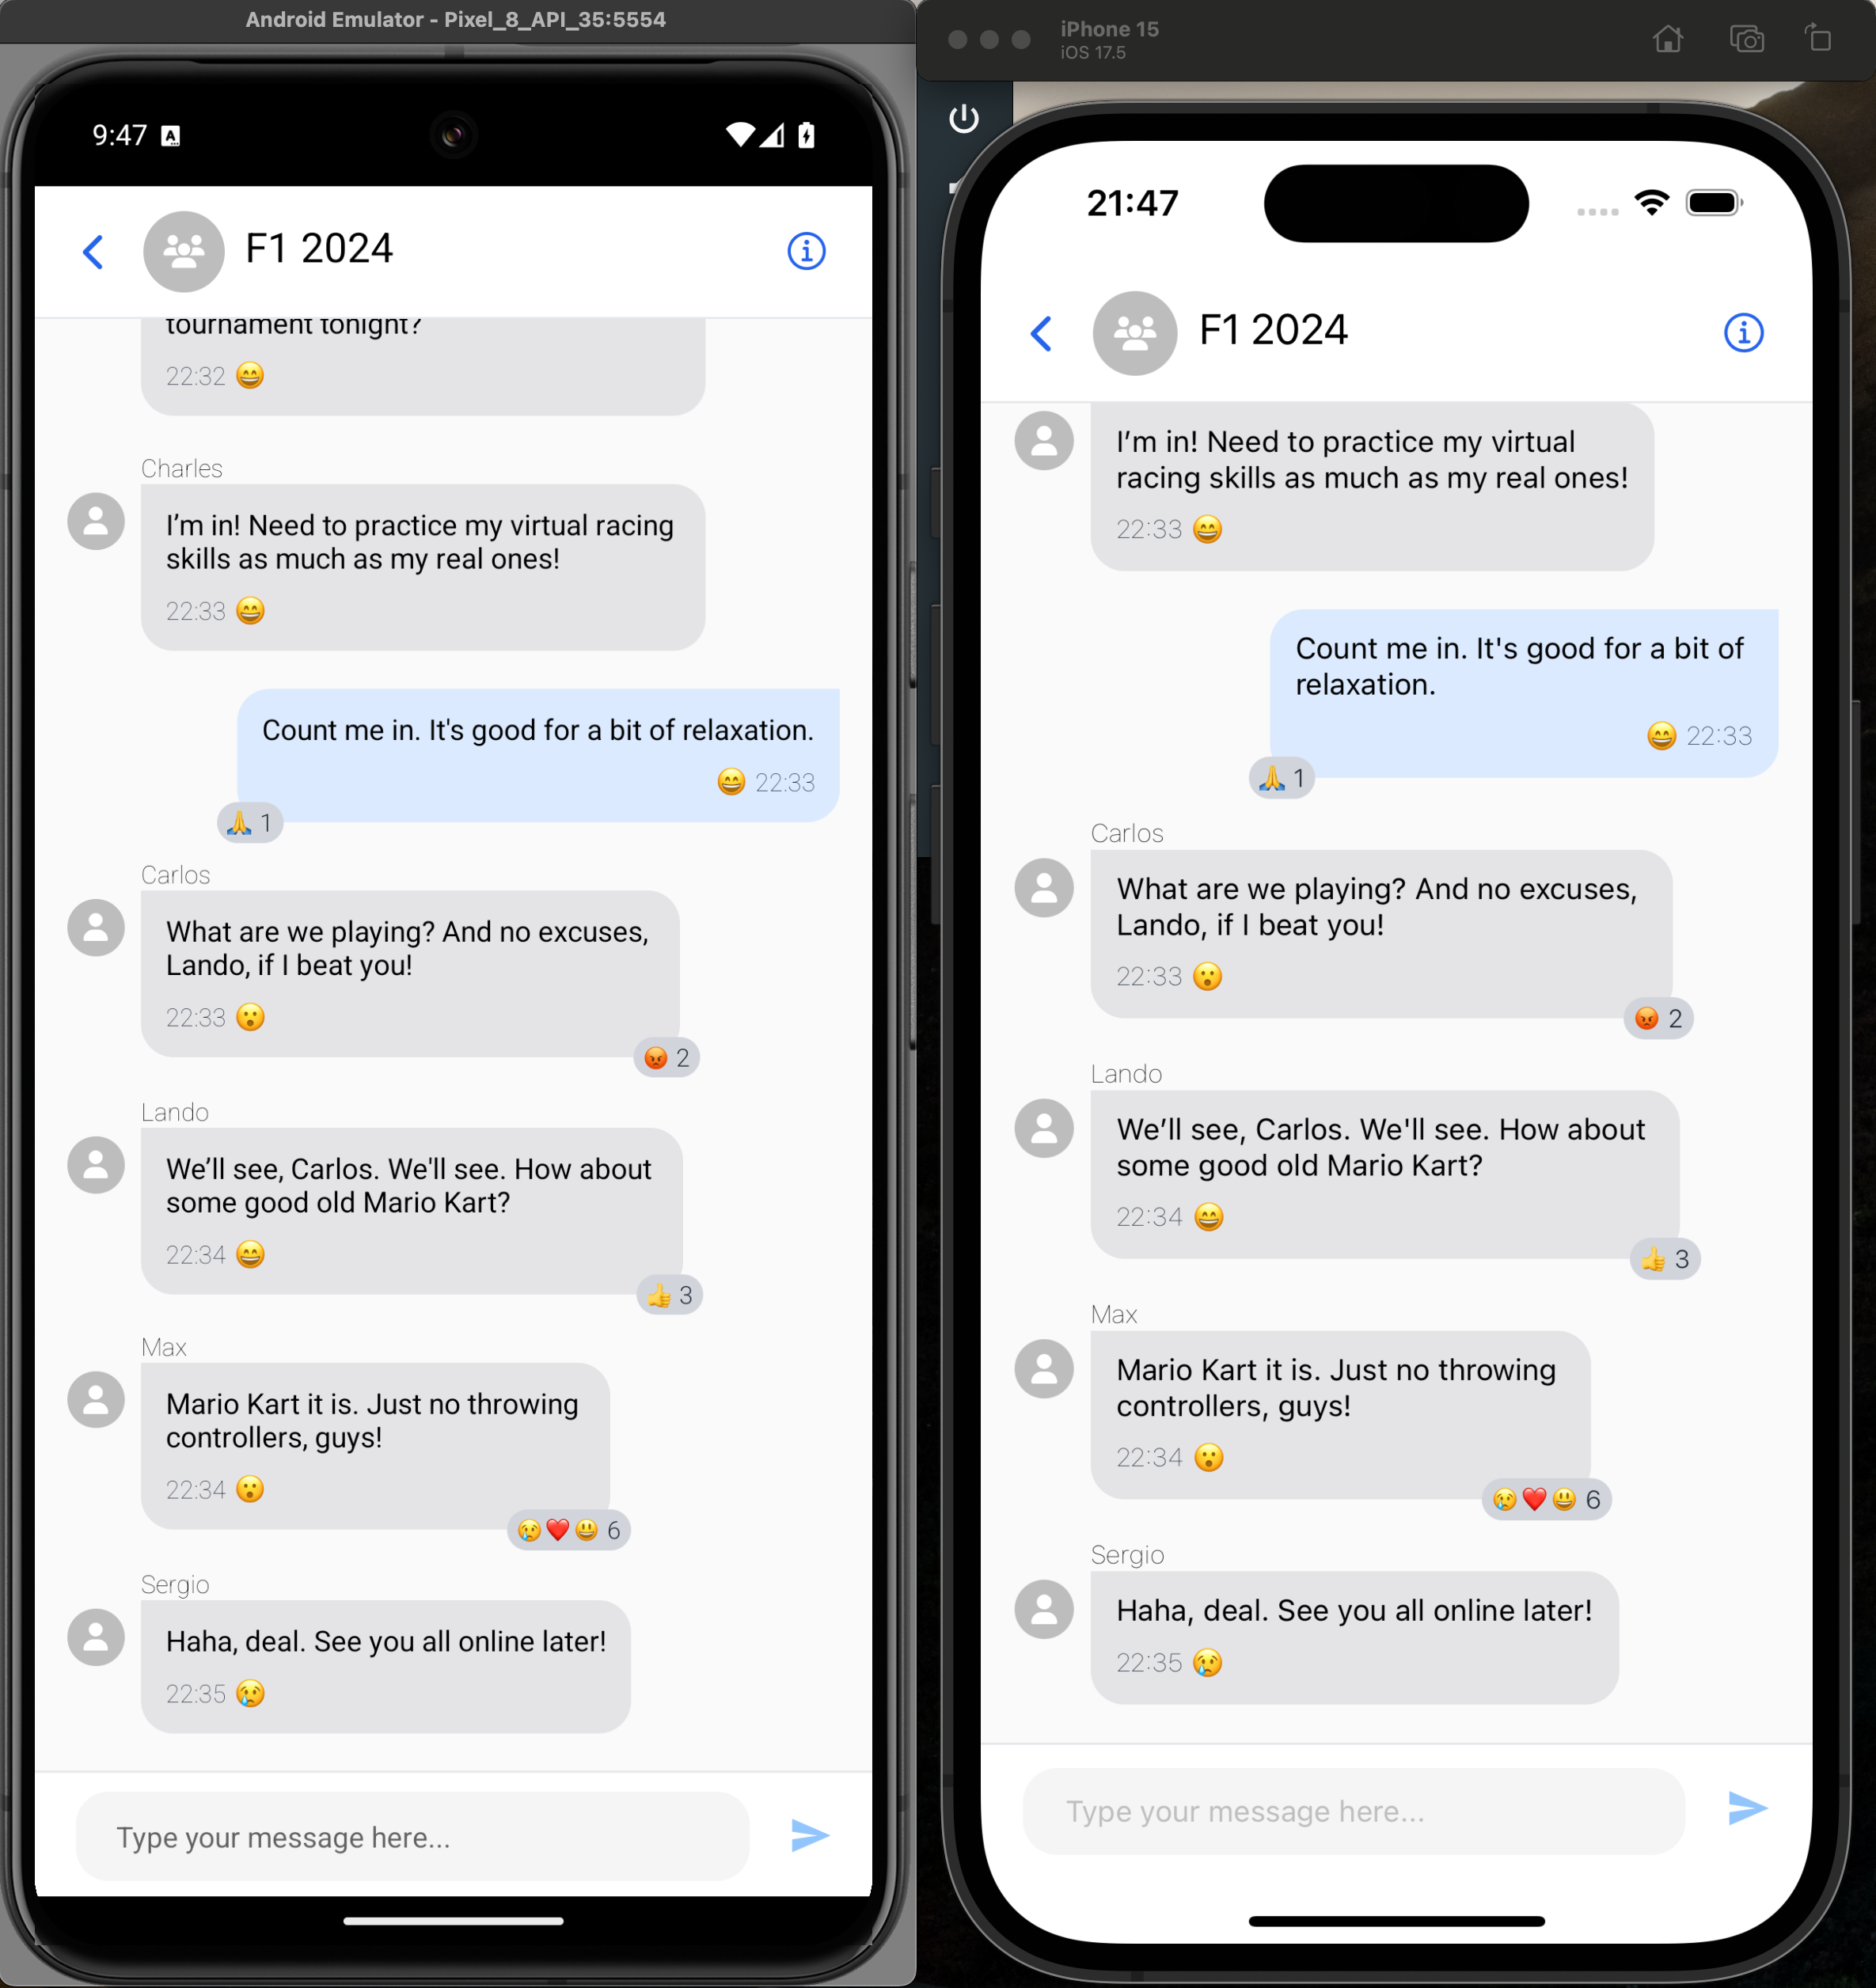 Android Emulator - Pixel_8_API_35:5554
9:47 A
F1 2024
tournament tonight?
22:32 😄
Charles
I’m in! Need to practice my virtual racing
skills as much as my real ones!
22:33 😄
Count me in. It's good for a bit of relaxation.
😄 22:33
🙏 1
Carlos
What are we playing? And no excuses,
Lando, if I beat you!
22:33 😮
😡 2
Lando
We’ll see, Carlos. We'll see. How about
some good old Mario Kart?
22:34 😄
👍 3
Max
Mario Kart it is. Just no throwing
controllers, guys!
22:34 😮
😢❤️😃 6
Sergio
Haha, deal. See you all online later!
22:35 😢
Type your message here...
iPhone 15
iOS 17.5
21:47
F1 2024
I’m in! Need to practice my virtual
racing skills as much as my real ones!
22:33 😄
Count me in. It's good for a bit of
relaxation.
😄 22:33
🙏 1
Carlos
What are we playing? And no excuses,
Lando, if I beat you!
22:33 😮
😡 2
Lando
We’ll see, Carlos. We'll see. How about
some good old Mario Kart?
22:34 😄
👍 3
Max
Mario Kart it is. Just no throwing
controllers, guys!
22:34 😮
😢❤️😃 6
Sergio
Haha, deal. See you all online later!
22:35 😢
Type your message here...